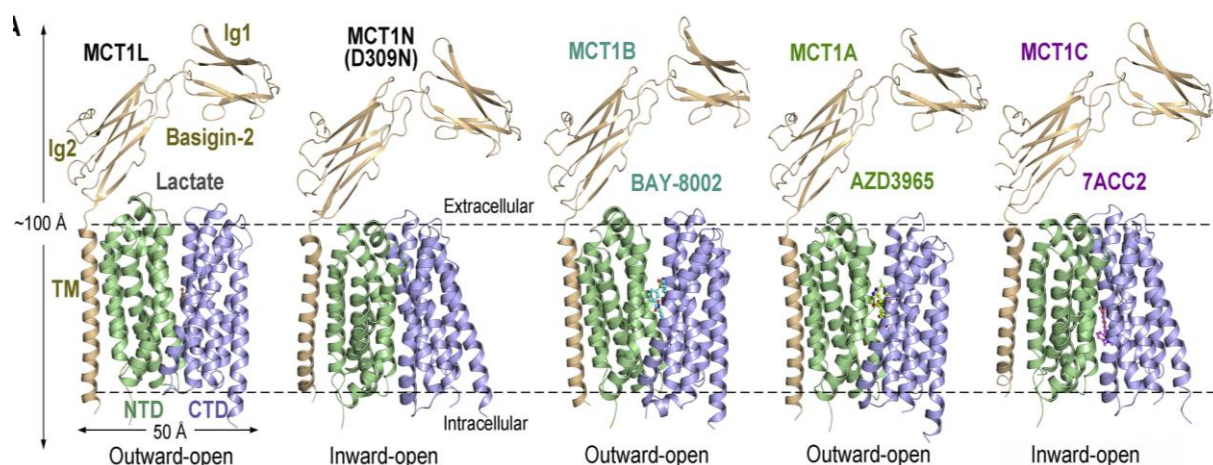 A
MCT1L
Ig1
Ig2
Basigin-2
Lactate
~100 Å
TM
NTD
CTD
50 Å
Outward-open
MCT1N
(D309N)
Extracellular
Intracellular
Inward-open
MCT1B
BAY-8002
Outward-open
MCT1A
AZD3965
Outward-open
MCT1C
7ACC2
Inward-open